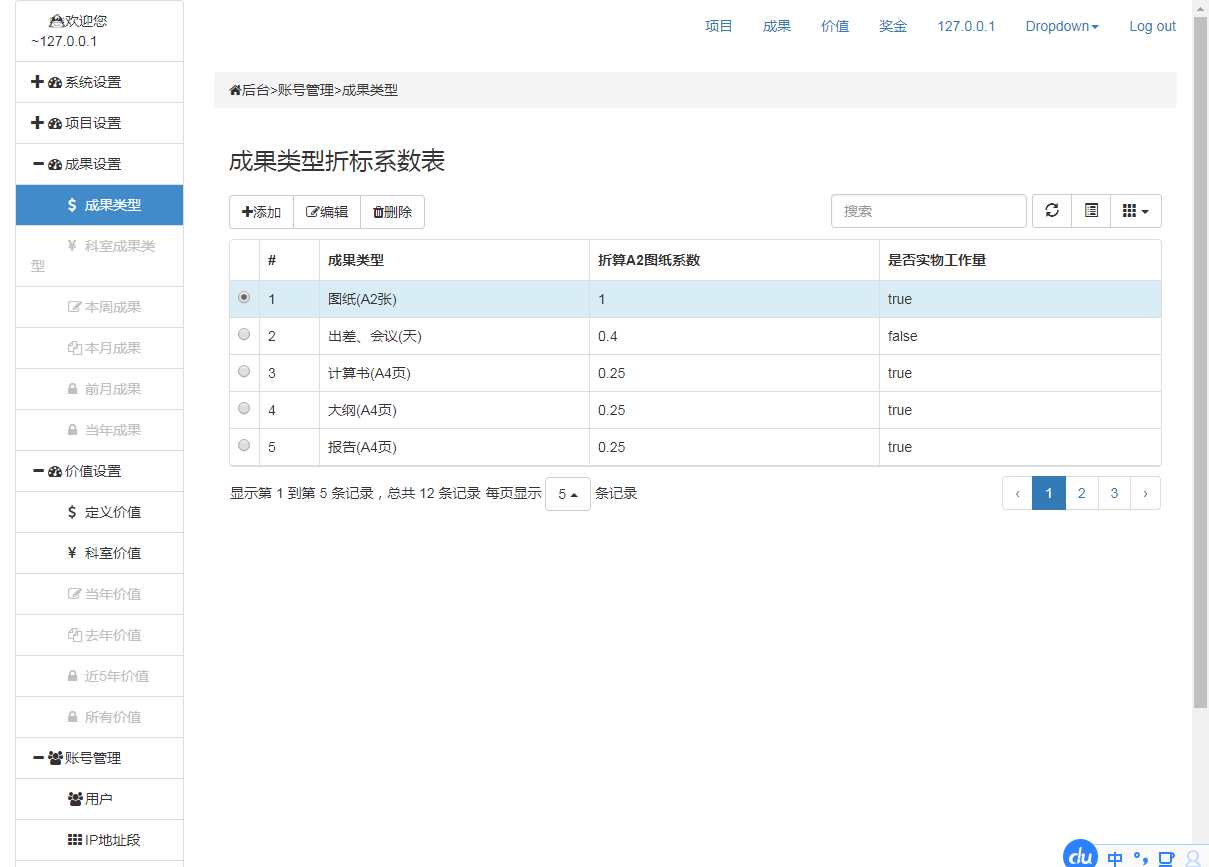 欢迎您
~127.0.0.1
系统设置
项目设置
成果设置
$ 成果类型
¥ 科室成果类
型
本周成果
本月成果
前月成果
当年成果
价值设置
$ 定义价值
¥ 科室价值
当年价值
去年价值
近5年价值
所有价值
账号管理
用户
IP地址段
项目 成果 价值 奖金 127.0.0.1 Dropdown Log out
后台>账号管理>成果类型
成果类型折标系数表
添加 编辑 删除 搜索
# 成果类型 折算A2图纸系数 是否实物工作量
1 图纸(A2张) 1 true
2 出差、会议(天) 0.4 false
3 计算书(A4页) 0.25 true
4 大纲(A4页) 0.25 true
5 报告(A4页) 0.25 true
显示第 1 到第 5 条记录，总共 12 条记录 每页显示 5 条记录 ‹ 1 2 3 ›
du 中 °,